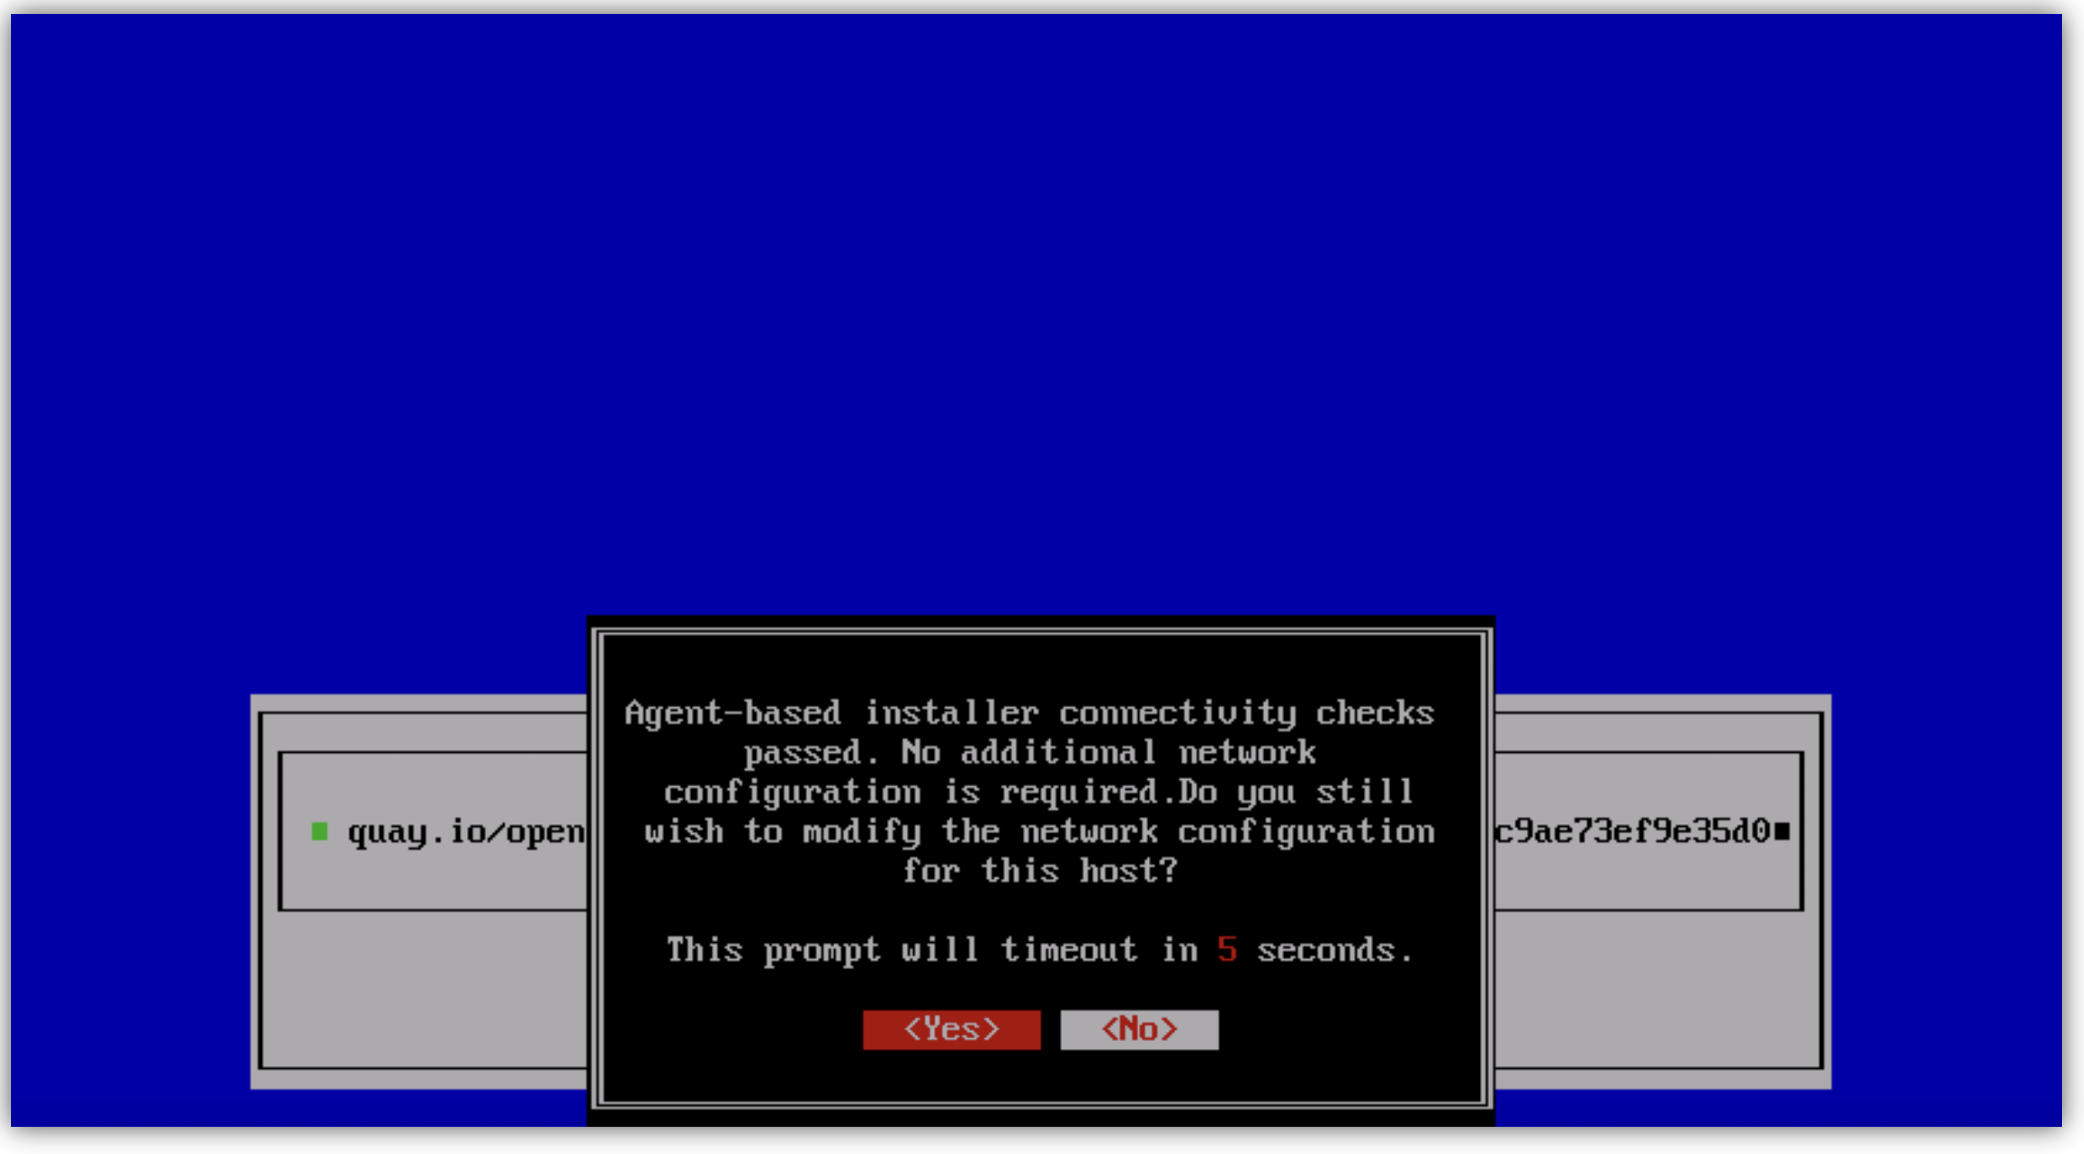 Agent-based installer connectivity checks
passed. No additional network
configuration is required.Do you still
quay.io/open
wish to modify the network configuration
c9ae73ef9e35d0
for this host?
This prompt will timeout in 5 seconds.
<Yes> <No>